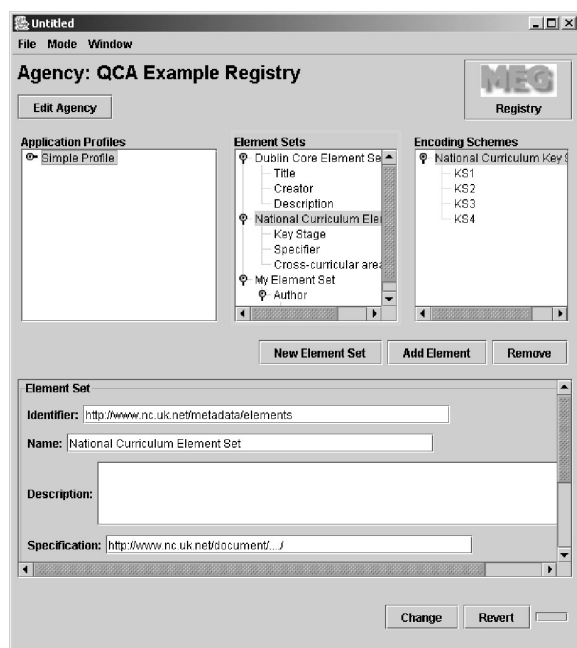 Untitled
File Mode Window
Agency: QCA Example Registry
MEG
Edit Agency
Registry
Application Profiles
Simple Profile
Element Sets
Dublin Core Element Se
Title
Creator
Description
National Curriculum Eler
Key Stage
Specifier
Cross-curricular area
My Element Set
Author
Encoding Schemes
National Curriculum Key S
KS1
KS2
KS3
KS4
New Element Set Add Element Remove
Element Set
Identifier: http://www.nc.uk.net/metadata/elements
Name: National Curriculum Element Set
Description:
Specification: http://www.nc.uk.net/document/..../
Change Revert